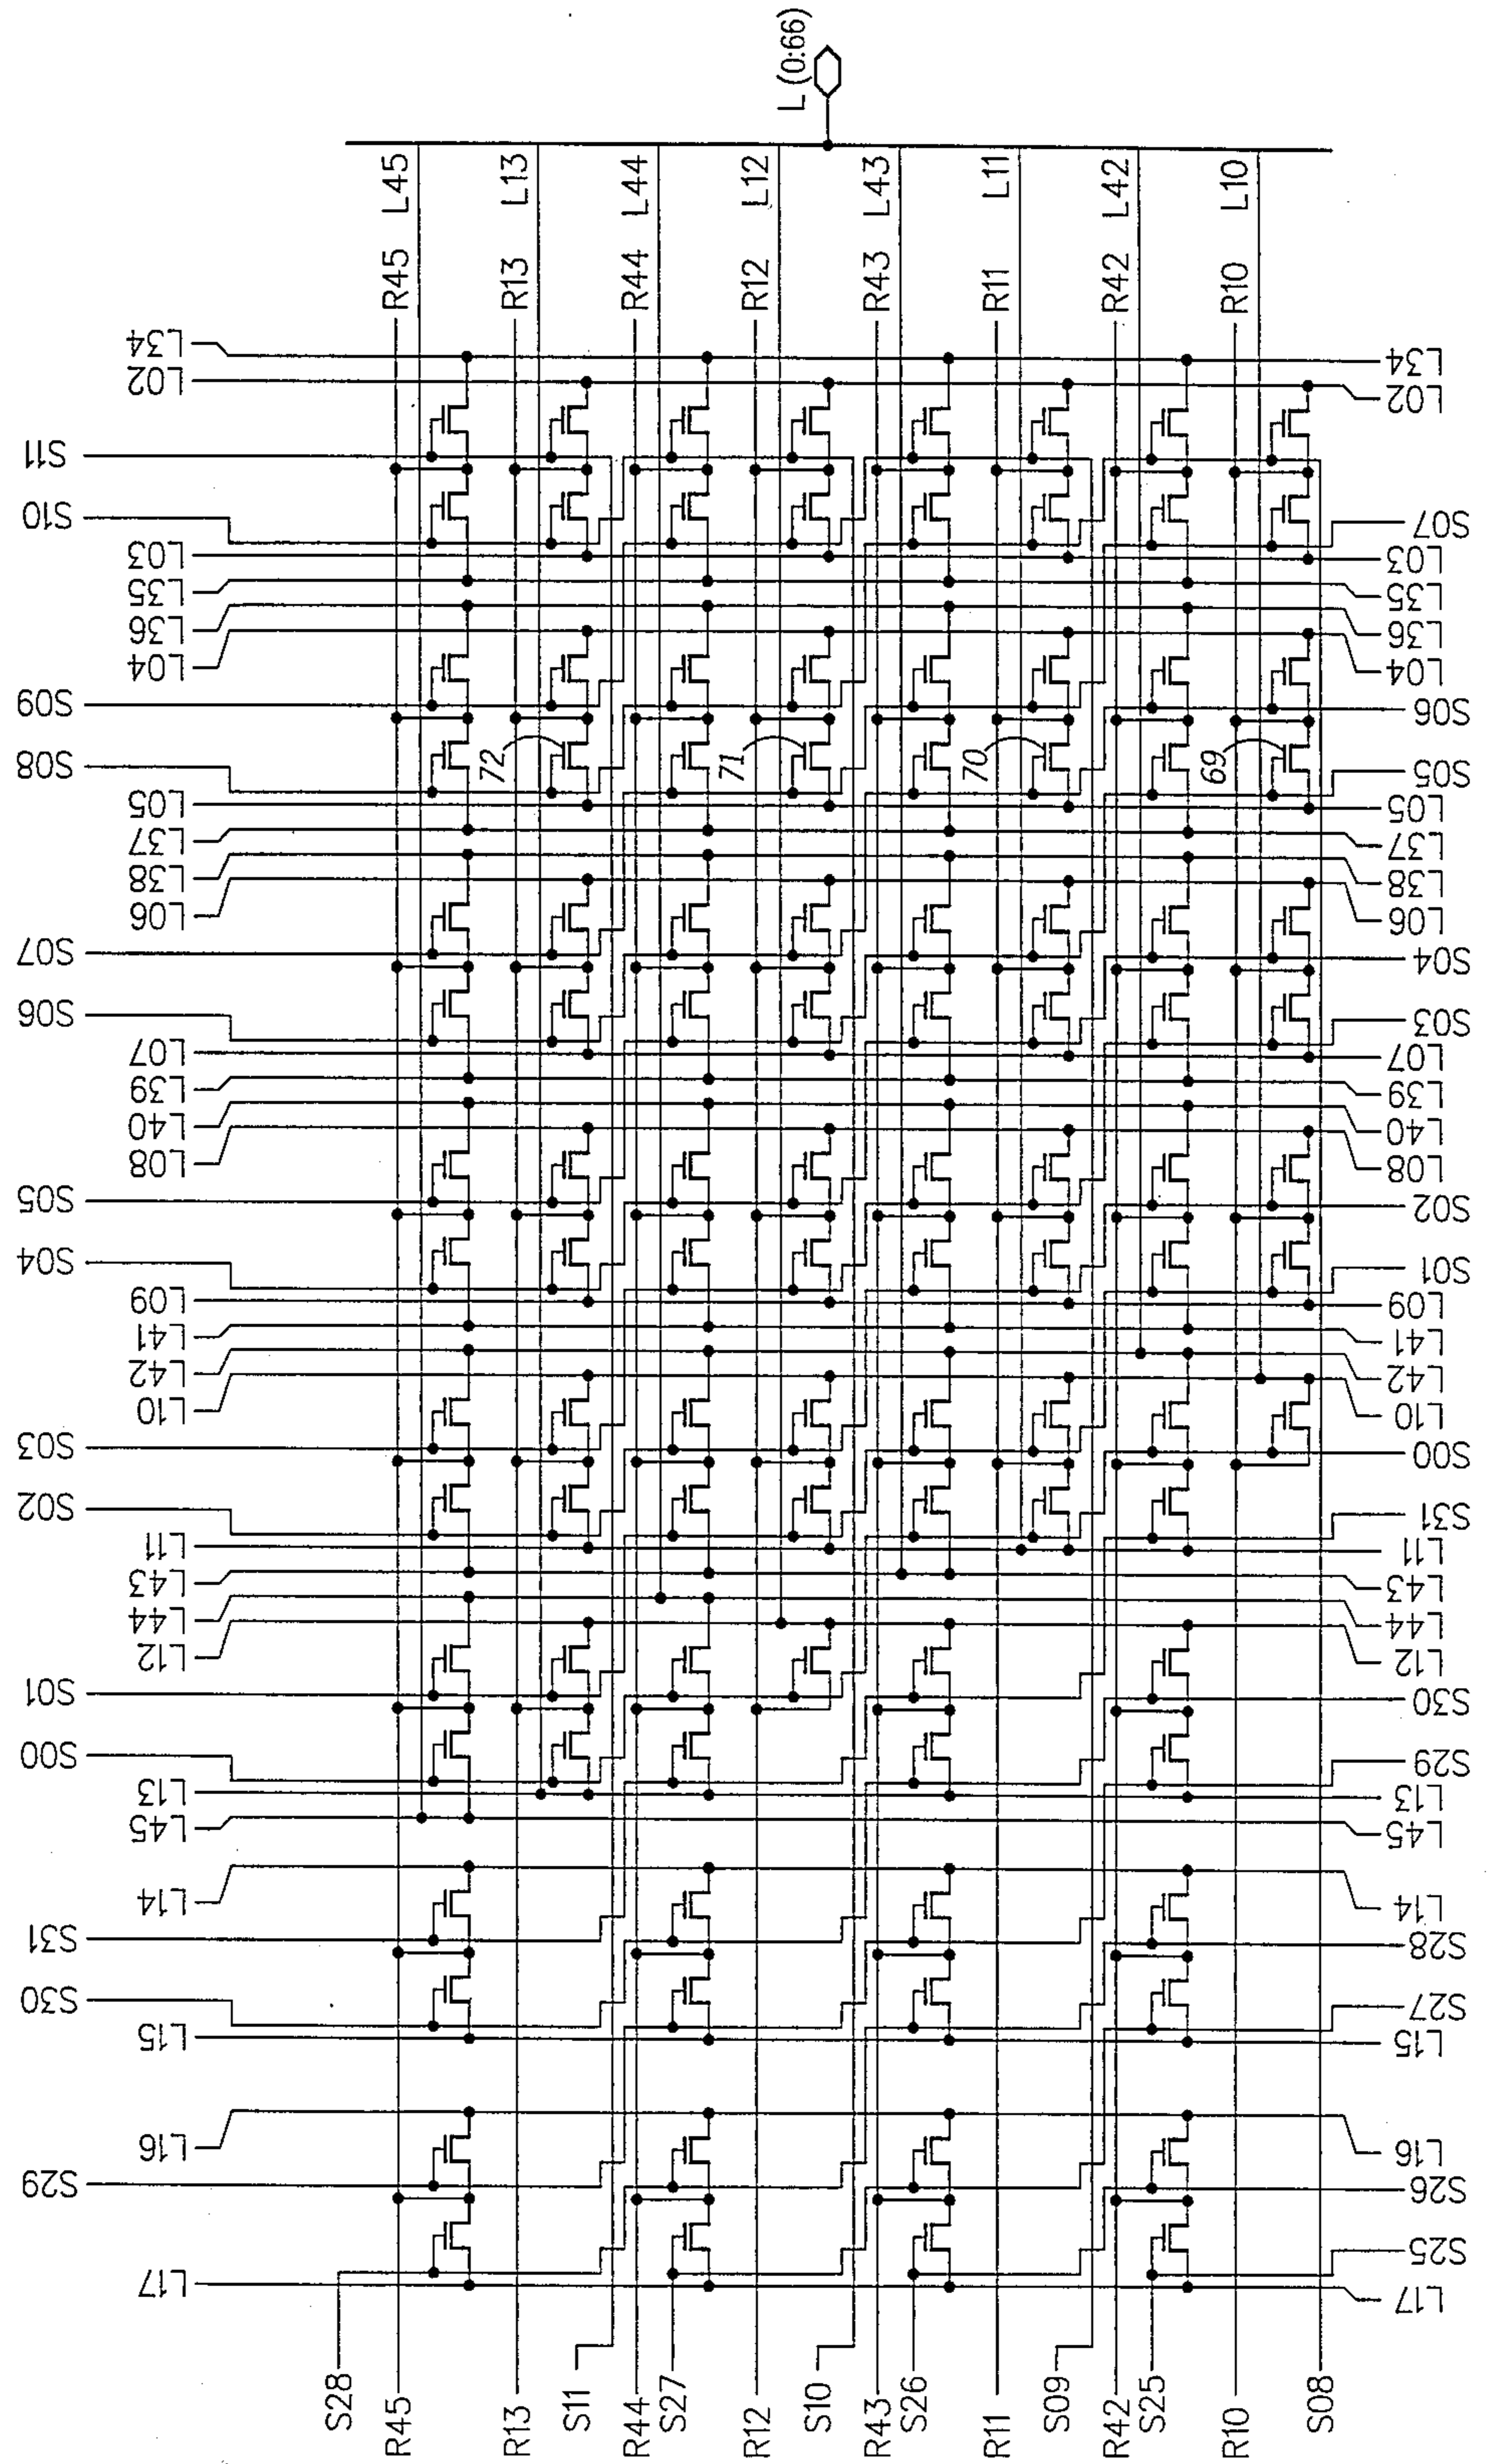 L (0:66)
R45 L45
R13 L13
R44 L44
R12 L12
R43 L43
R11 L11
R42 L42
R10 L10
L34
L02
S11
S10
L03
L35
L36
L04
S09
S08
L05
L37
L38
L06
S07
S06
L07
L39
L40
L08
S05
S04
L09
L41
L42
L10
S03
S02
L11
L43
L44
L12
S01
S00
L13
L45
L14
S31
S30
L15
L16
S29
L17
72
71
70
69
L34
L02
S07
L03
L35
L36
L04
S06
S05
L05
L37
L38
L06
S04
S03
L07
L39
L40
L08
S02
S01
L09
L41
L42
L10
S00
S31
L11
L43
L44
L12
S30
S29
L13
L45
L14
S28
S27
L15
L16
S26
S25
L17
S28
R45
R13
S11
R44
S27
R12
S10
R43
S26
R11
S09
R42
S25
R10
S08